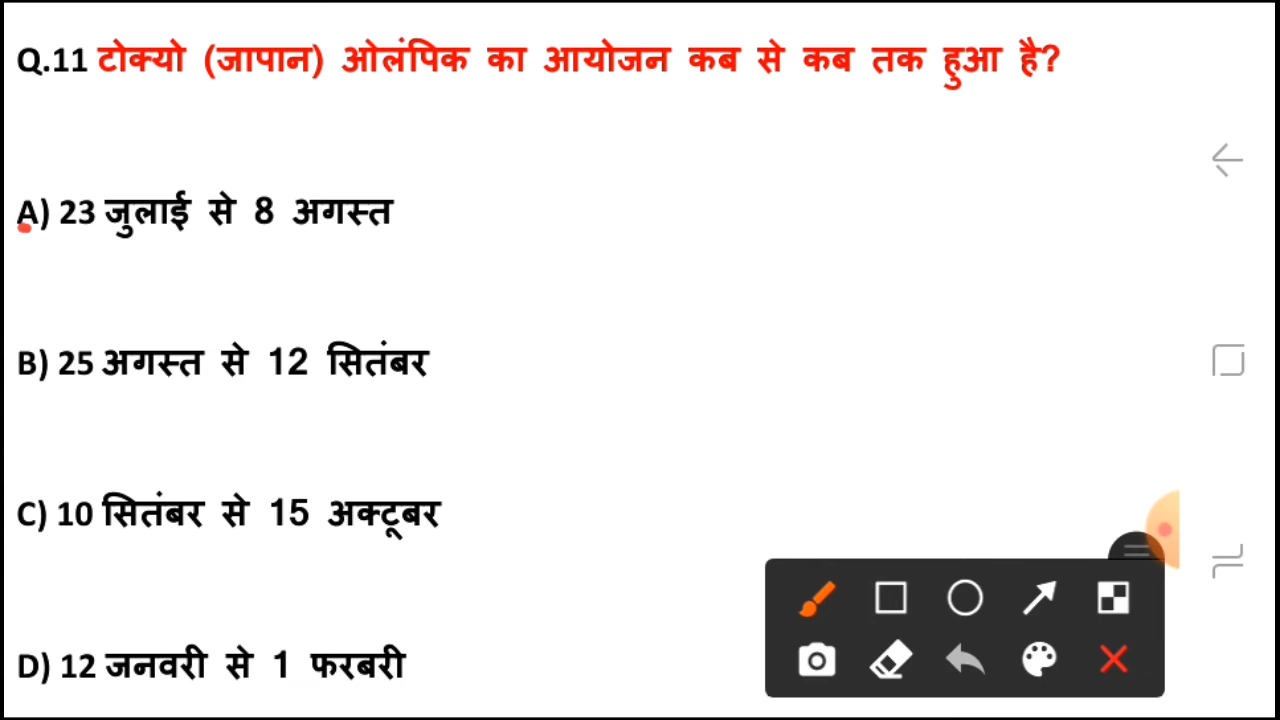 Q.11 टोक्यो (जापान) ओलंपिक का आयोजन कब से कब तक हुआ है?
A) 23 जुलाई से 8 अगस्त
B) 25 अगस्त से 12 सितंबर
C) 10 सितंबर से 15 अक्टूबर
D) 12 जनवरी से 1 फरबरी